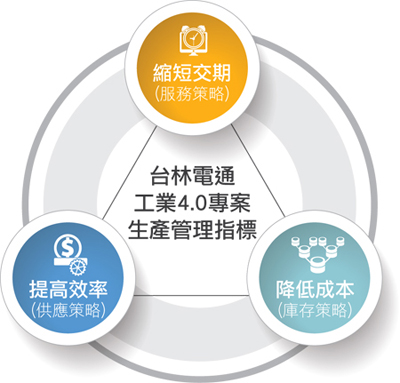 縮短交期
(服務策略)
台林電通
工業4.0專案
生產管理指標
提高效率
(供應策略)
降低成本
(庫存策略)